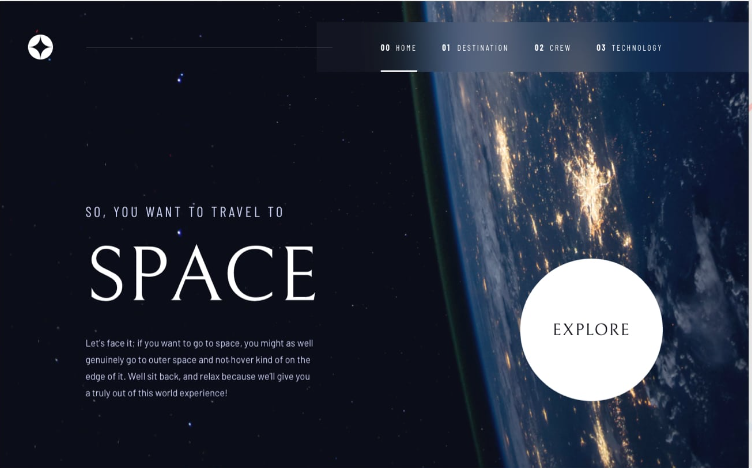 00 HOME 01 DESTINATION 02 CREW 03 TECHNOLOGY
SO, YOU WANT TO TRAVEL TO
SPACE
Let's face it; if you want to go to space, you might as well
genuinely go to outer space and not hover kind of on the
edge of it. Well sit back, and relax because we'll give you
a truly out of this world experience!
EXPLORE